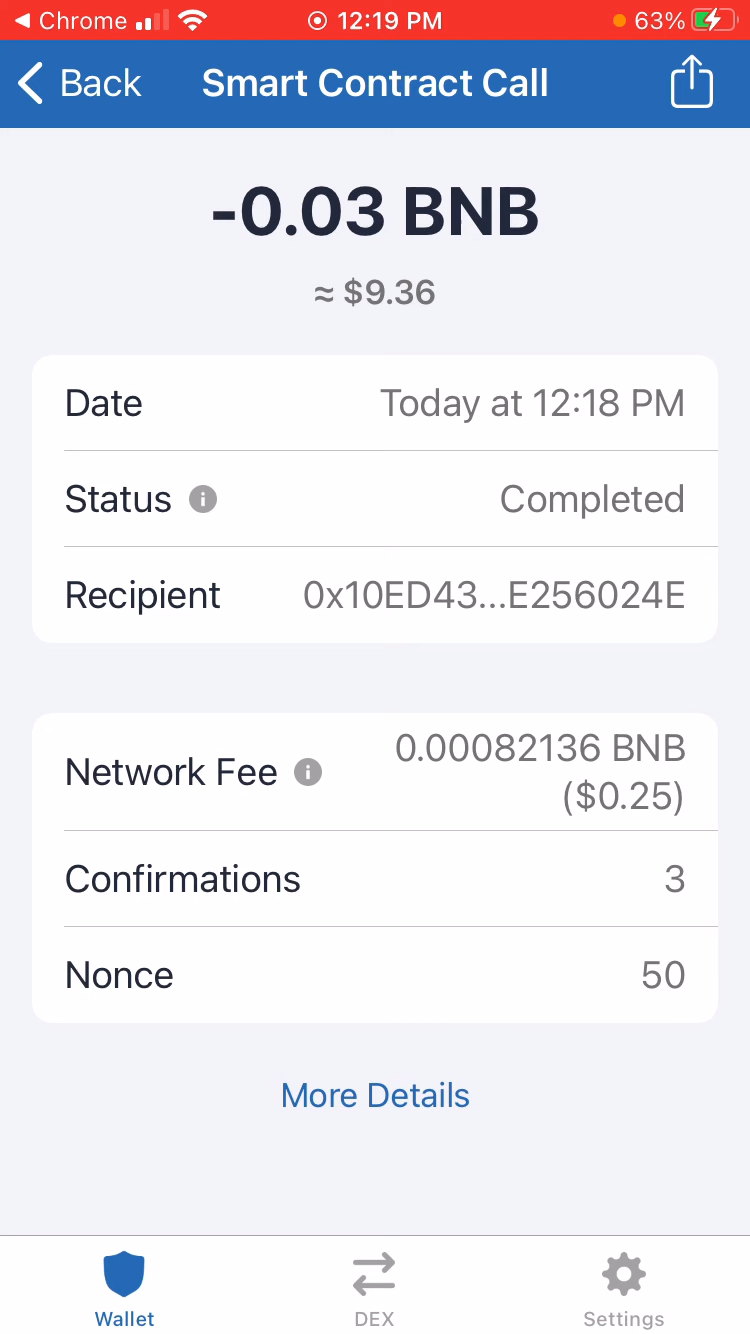 Chrome 12:19 PM 63%
Back Smart Contract Call
-0.03 BNB
≈ $9.36
Date Today at 12:18 PM
Status Completed
Recipient 0x10ED43...E256024E
Network Fee 0.00082136 BNB
($0.25)
Confirmations 3
Nonce 50
More Details
Wallet DEX Settings